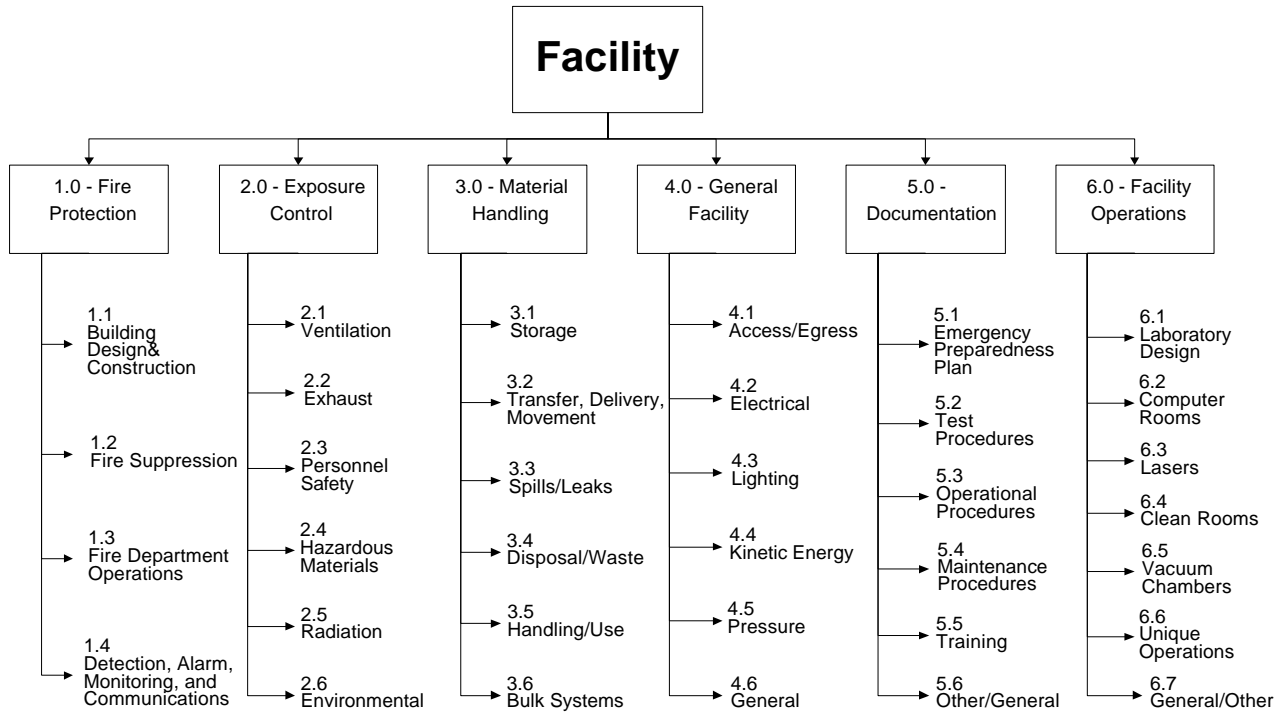 Facility
1.0 - Fire
Protection
2.0 - Exposure
Control
3.0 - Material
Handling
4.0 - General
Facility
5.0 -
Documentation
6.0 - Facility
Operations
1.1
Building
Design&
Construction
1.2
Fire Suppression
1.3
Fire Department
Operations
1.4
Detection, Alarm,
Monitoring, and
Communications
2.1
Ventilation
2.2
Exhaust
2.3
Personnel
Safety
2.4
Hazardous
Materials
2.5
Radiation
2.6
Environmental
3.1
Storage
3.2
Transfer, Delivery,
Movement
3.3
Spills/Leaks
3.4
Disposal/Waste
3.5
Handling/Use
3.6
Bulk Systems
4.1
Access/Egress
4.2
Electrical
4.3
Lighting
4.4
Kinetic Energy
4.5
Pressure
4.6
General
5.1
Emergency
Preparedness
Plan
5.2
Test
Procedures
5.3
Operational
Procedures
5.4
Maintenance
Procedures
5.5
Training
5.6
Other/General
6.1
Laboratory
Design
6.2
Computer
Rooms
6.3
Lasers
6.4
Clean Rooms
6.5
Vacuum
Chambers
6.6
Unique
Operations
6.7
General/Other